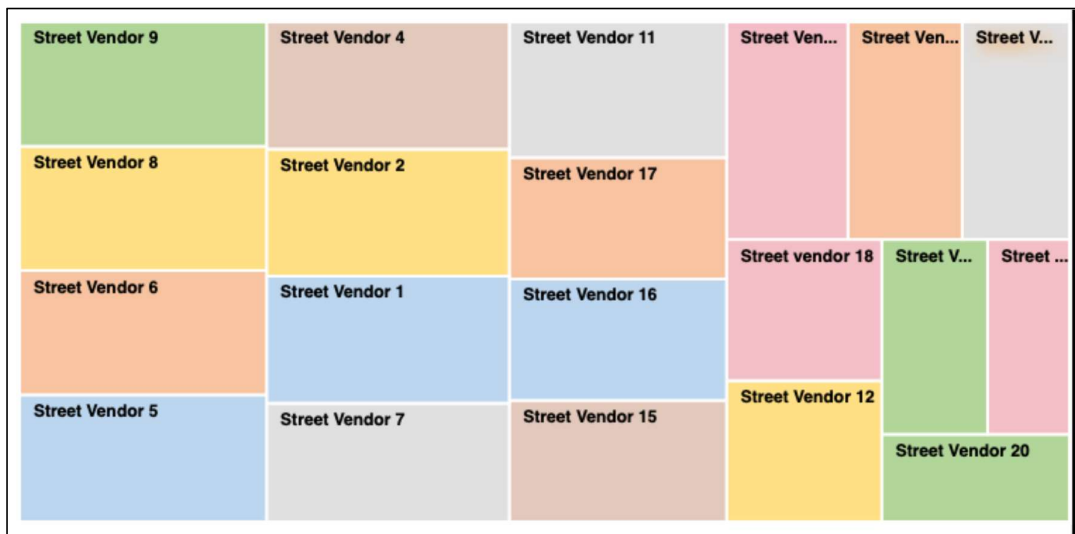 Street Vendor 9
Street Vendor 4
Street Vendor 11
Street Ven...
Street Ven...
Street V...
Street Vendor 8
Street Vendor 2
Street Vendor 17
Street Vendor 6
Street Vendor 1
Street Vendor 16
Street vendor 18
Street V...
Street ...
Street Vendor 5
Street Vendor 7
Street Vendor 15
Street Vendor 12
Street Vendor 20